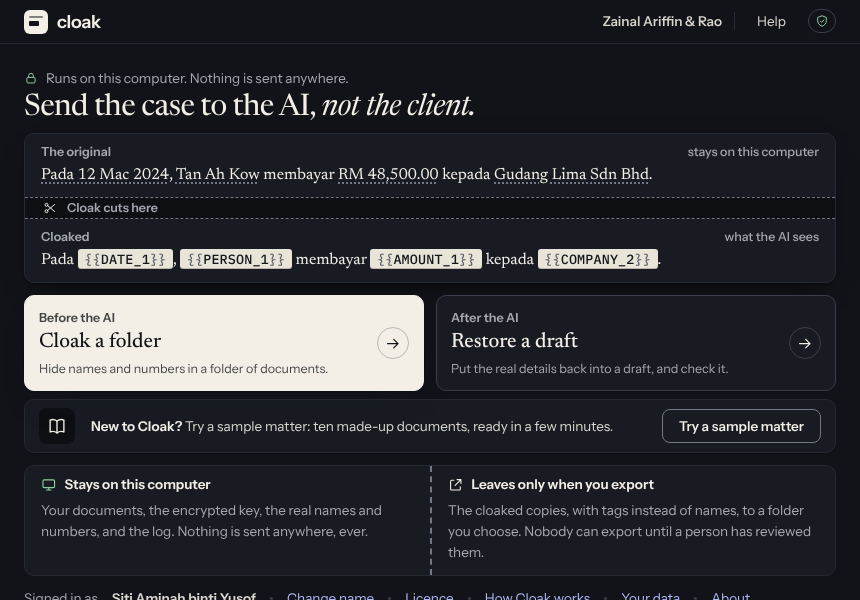 cloak
Zainal Ariffin & Rao
Help
Runs on this computer. Nothing is sent anywhere.
Send the case to the AI, not the client.
The original
stays on this computer
Pada 12 Mac 2024, Tan Ah Kow membayar RM 48,500.00 kepada Gudang Lima Sdn Bhd.
Cloak cuts here
Cloaked
what the AI sees
Pada {{DATE_1}}, {{PERSON_1}} membayar {{AMOUNT_1}} kepada {{COMPANY_2}}.
Before the AI
Cloak a folder
Hide names and numbers in a folder of documents.
After the AI
Restore a draft
Put the real details back into a draft, and check it.
New to Cloak? Try a sample matter: ten made-up documents, ready in a few minutes.
Try a sample matter
Stays on this computer
Your documents, the encrypted key, the real names and
numbers, and the log. Nothing is sent anywhere, ever.
Leaves only when you export
The cloaked copies, with tags instead of names, to a folder
you choose. Nobody can export until a person has reviewed
them.
Signed in as Siti Aminah binti Yusof • Change name • Licence • How Cloak works • Your data • About